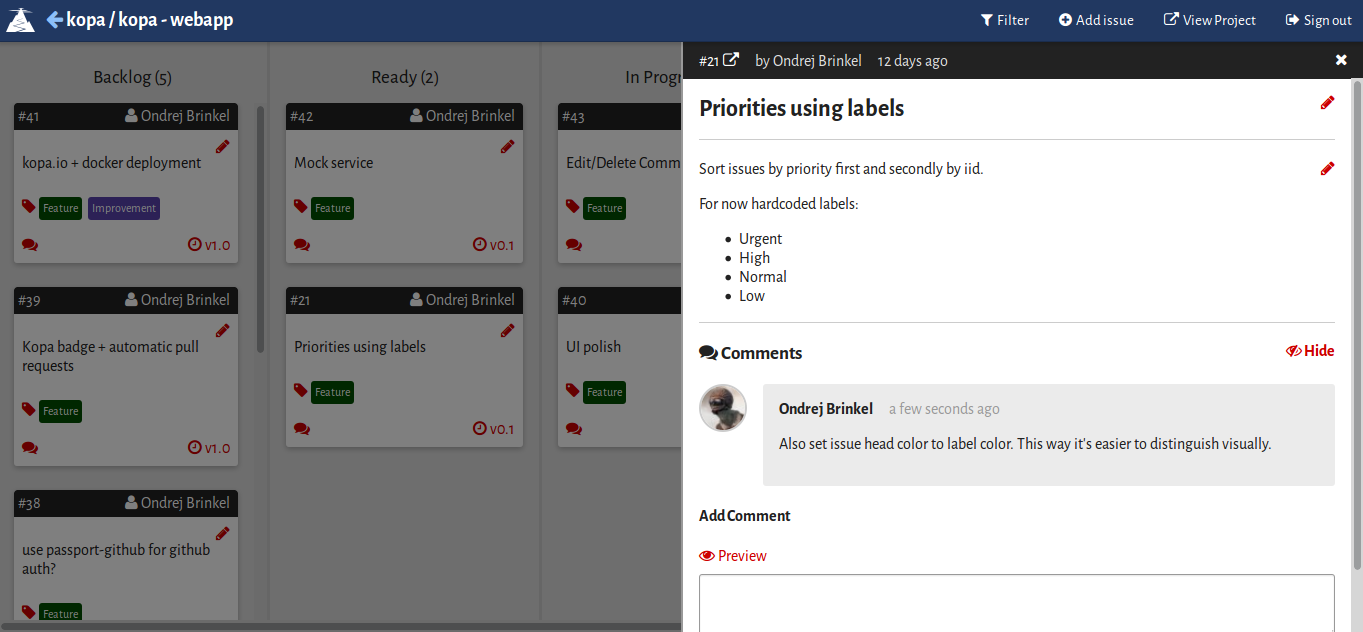 kopa / kopa - webapp
Filter
Add issue
View Project
Sign out
Backlog (5)
#41 Ondrej Brinkel
kopa.io + docker deployment
Feature Improvement
v1.0
#39 Ondrej Brinkel
Kopa badge + automatic pull
requests
Feature
v1.0
#38 Ondrej Brinkel
use passport-github for github
auth?
Feature
Ready (2)
#42 Ondrej Brinkel
Mock service
Feature
v0.1
#21 Ondrej Brinkel
Priorities using labels
Feature
v0.1
In Progr
#43
Edit/Delete Comm
Feature
#40
UI polish
Feature
#21 by Ondrej Brinkel 12 days ago
Priorities using labels
Sort issues by priority first and secondly by iid.
For now hardcoded labels:
Urgent
High
Normal
Low
Comments
Hide
Ondrej Brinkel a few seconds ago
Also set issue head color to label color. This way it's easier to distinguish visually.
Add Comment
Preview